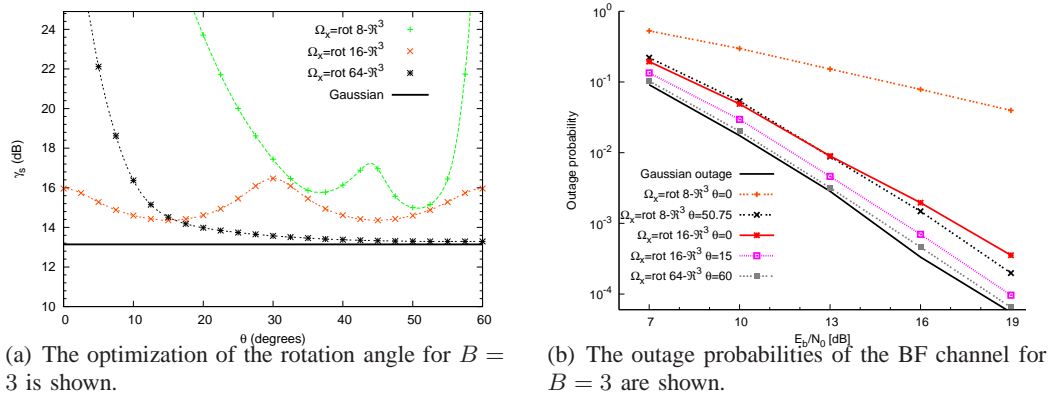 24
22
20
18
16
14
12
10
γs (dB)
0 10 20 30 40 50 60
θ (degrees)
Ωx=rot 8-ℜ³
Ωx=rot 16-ℜ³
Ωx=rot 64-ℜ³
Gaussian
(a) The optimization of the rotation angle for B =
3 is shown.
10⁰
10⁻¹
10⁻²
10⁻³
10⁻⁴
Outage probability
Gaussian outage
Ωx=rot 8-ℜ³ θ=0
Ωx=rot 8-ℜ³ θ=50.75
Ωx=rot 16-ℜ³ θ=0
Ωx=rot 16-ℜ³ θ=15
Ωx=rot 64-ℜ³ θ=60
7 10 13 16 19
Eb/N0 [dB]
(b) The outage probabilities of the BF channel for
B = 3 are shown.